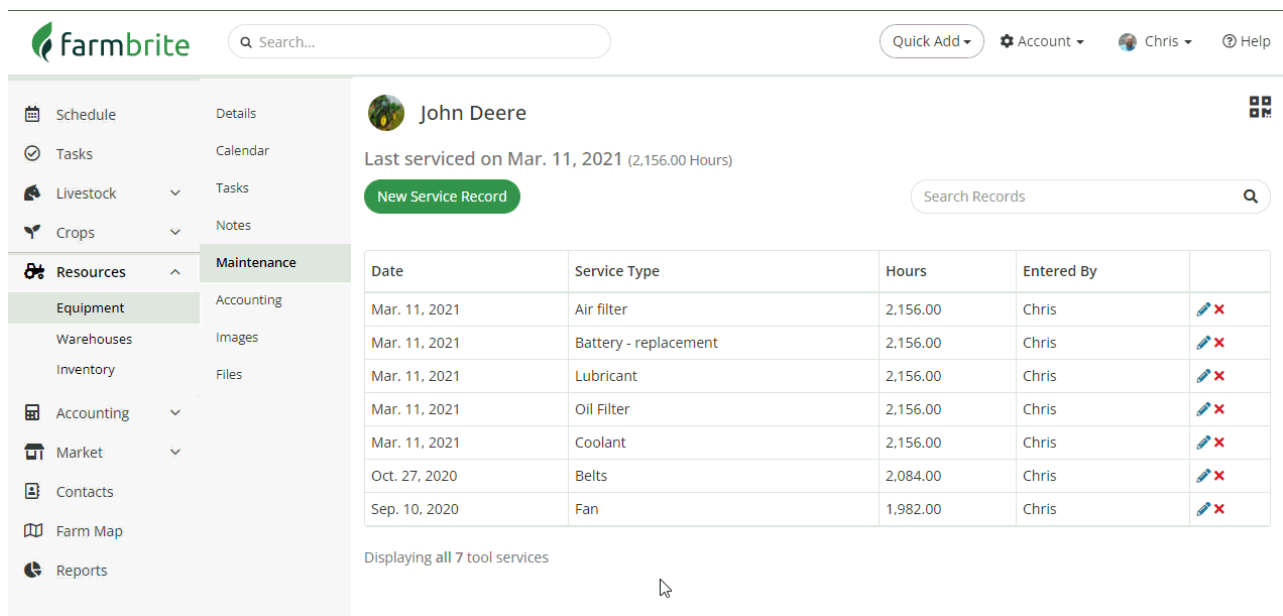 farmbrite
Search...
Quick Add
Account
Chris
Help
Schedule
Tasks
Livestock
Crops
Resources
Equipment
Warehouses
Inventory
Accounting
Market
Contacts
Farm Map
Reports
Details
Calendar
Tasks
Notes
Maintenance
Accounting
Images
Files
John Deere
Last serviced on Mar. 11, 2021 (2,156.00 Hours)
New Service Record
Search Records
Date Service Type Hours Entered By
Mar. 11, 2021 Air filter 2,156.00 Chris
Mar. 11, 2021 Battery - replacement 2,156.00 Chris
Mar. 11, 2021 Lubricant 2,156.00 Chris
Mar. 11, 2021 Oil Filter 2,156.00 Chris
Mar. 11, 2021 Coolant 2,156.00 Chris
Oct. 27, 2020 Belts 2,084.00 Chris
Sep. 10, 2020 Fan 1,982.00 Chris
Displaying all 7 tool services